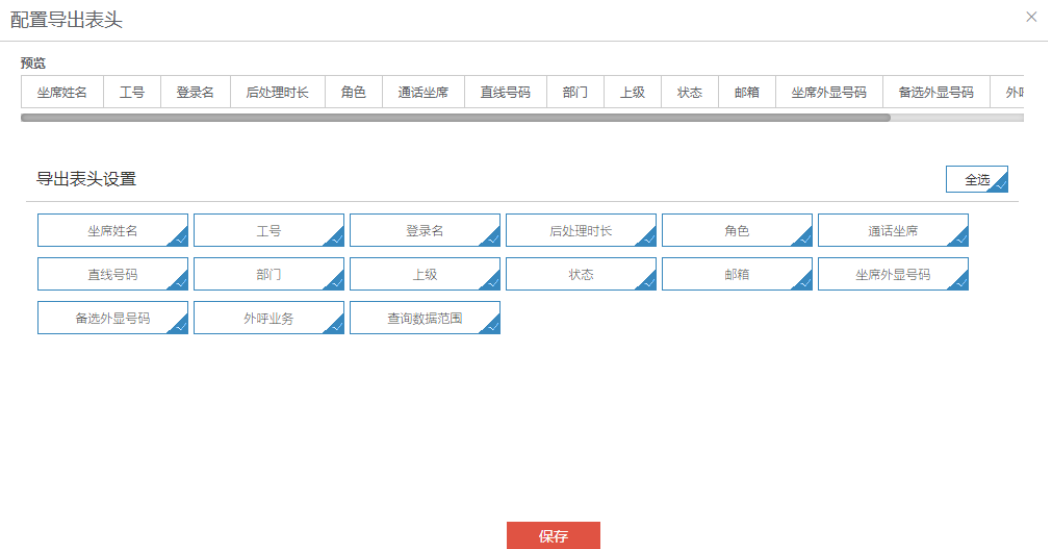 配置导出表头
预览
坐席姓名 工号 登录名 后处理时长 角色 通话坐席 直线号码 部门 上级 状态 邮箱 坐席外显号码 备选外显号码 外呼
导出表头设置 全选
坐席姓名 工号 登录名 后处理时长 角色 通话坐席
直线号码 部门 上级 状态 邮箱 坐席外显号码
备选外显号码 外呼业务 查询数据范围
保存